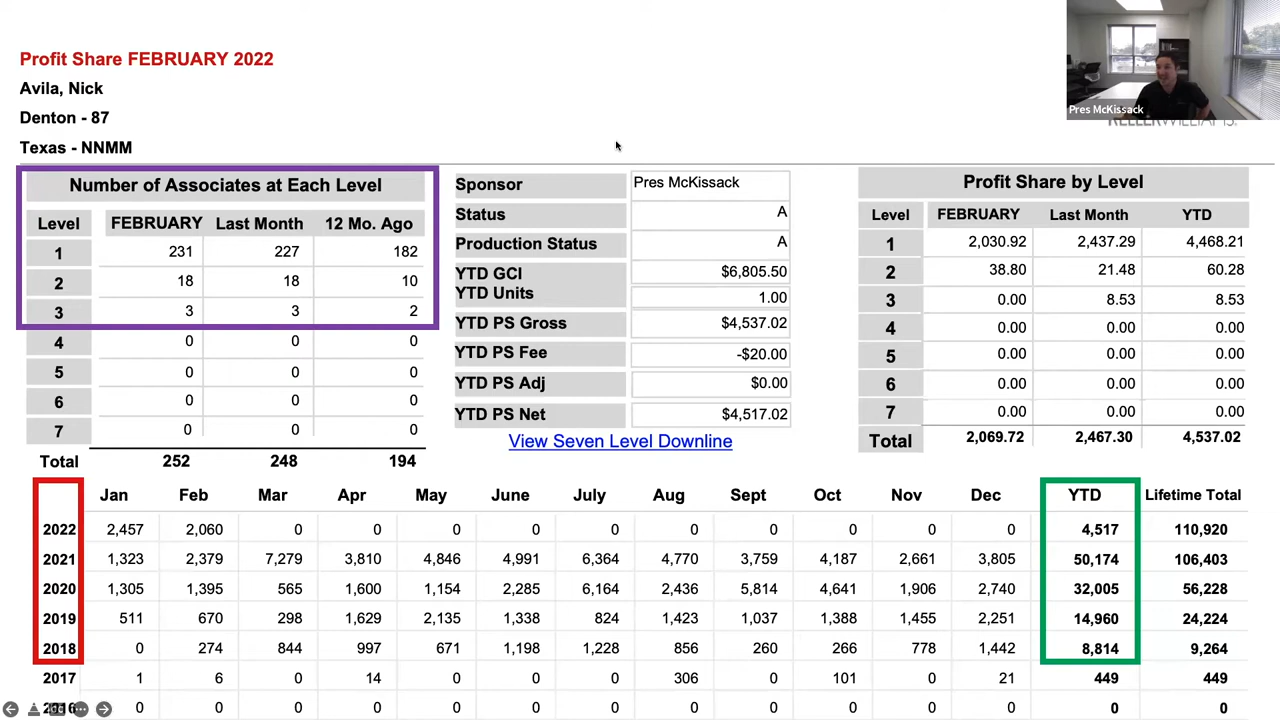 Profit Share FEBRUARY 2022
Avila, Nick
Denton - 87
Texas - NNMM
Pres McKissack
Number of Associates at Each Level
Level FEBRUARY Last Month 12 Mo. Ago
1 231 227 182
2 18 18 10
3 3 3 2
4 0 0 0
5 0 0 0
6 0 0 0
7 0 0 0
Total 252 248 194
Sponsor Pres McKissack
Status A
Production Status A
YTD GCI $6,805.50
YTD Units 1.00
YTD PS Gross $4,537.02
YTD PS Fee -$20.00
YTD PS Adj $0.00
YTD PS Net $4,517.02
View Seven Level Downline
Profit Share by Level
Level FEBRUARY Last Month YTD
1 2,030.92 2,437.29 4,468.21
2 38.80 21.48 60.28
3 0.00 8.53 8.53
4 0.00 0.00 0.00
5 0.00 0.00 0.00
6 0.00 0.00 0.00
7 0.00 0.00 0.00
Total 2,069.72 2,467.30 4,537.02
Jan Feb Mar Apr May June July Aug Sept Oct Nov Dec YTD Lifetime Total
2022 2,457 2,060 0 0 0 0 0 0 0 0 0 0 4,517 110,920
2021 1,323 2,379 7,279 3,810 4,846 4,991 6,364 4,770 3,759 4,187 2,661 3,805 50,174 106,403
2020 1,305 1,395 565 1,600 1,154 2,285 6,164 2,436 5,814 4,641 1,906 2,740 32,005 56,228
2019 511 670 298 1,629 2,135 1,338 824 1,423 1,037 1,388 1,455 2,251 14,960 24,224
2018 0 274 844 997 671 1,198 1,228 856 260 266 778 1,442 8,814 9,264
2017 1 6 0 14 0 0 0 306 0 101 0 21 449 449
0 0 0 0 0 0 0 0 0 0 0 0 0 0